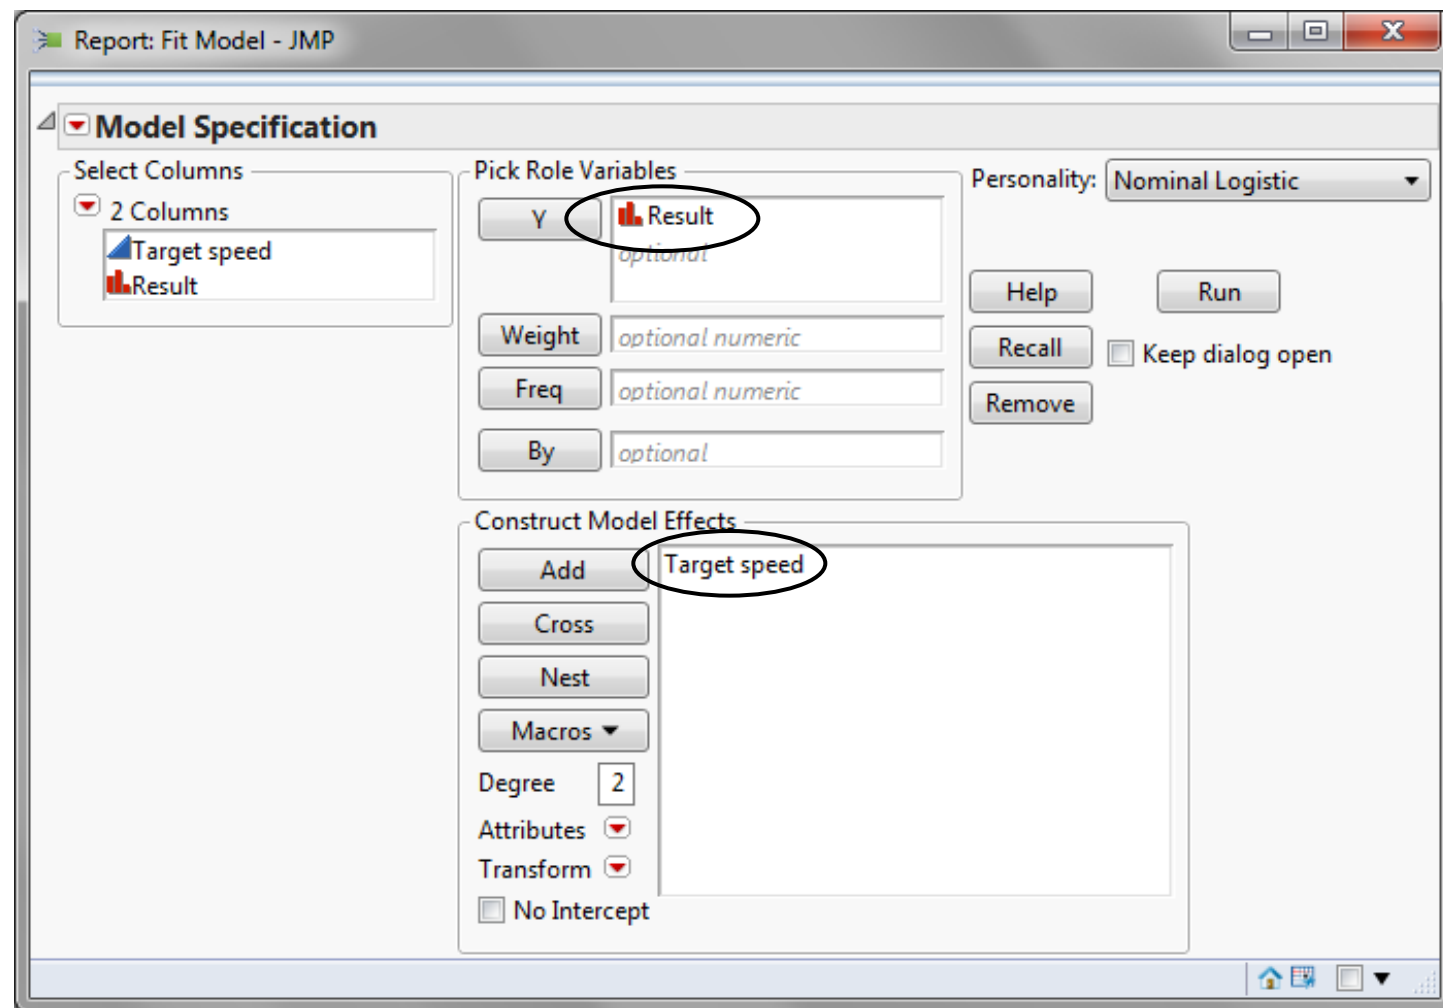 Report: Fit Model - JMP
Model Specification
Select Columns
2 Columns
Target speed
Result
Pick Role Variables
Y
Result
optional
Weight
optional numeric
Freq
optional numeric
By
optional
Personality: Nominal Logistic
Help
Run
Recall
Keep dialog open
Remove
Construct Model Effects
Add
Target speed
Cross
Nest
Macros
Degree 2
Attributes
Transform
No Intercept